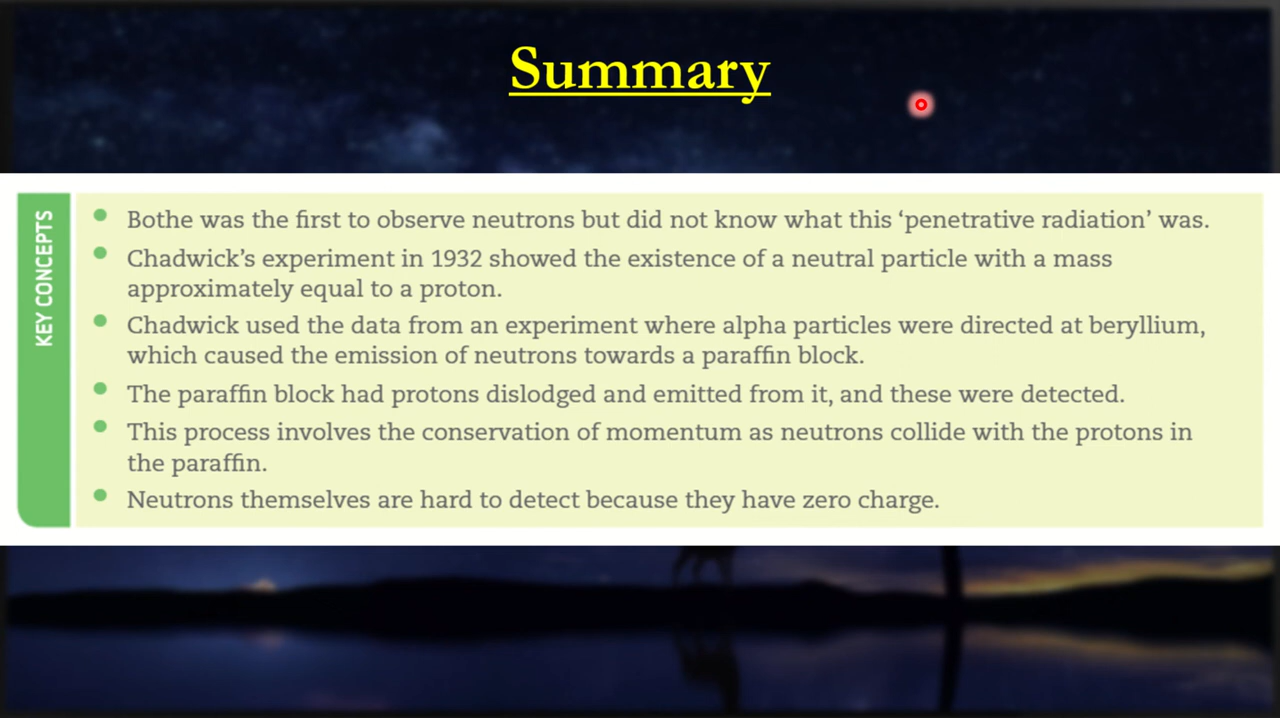 Summary
KEY CONCEPTS
• Bothe was the first to observe neutrons but did not know what this ‘penetrative radiation’ was.
• Chadwick’s experiment in 1932 showed the existence of a neutral particle with a mass
approximately equal to a proton.
• Chadwick used the data from an experiment where alpha particles were directed at beryllium,
which caused the emission of neutrons towards a paraffin block.
• The paraffin block had protons dislodged and emitted from it, and these were detected.
• This process involves the conservation of momentum as neutrons collide with the protons in
the paraffin.
• Neutrons themselves are hard to detect because they have zero charge.